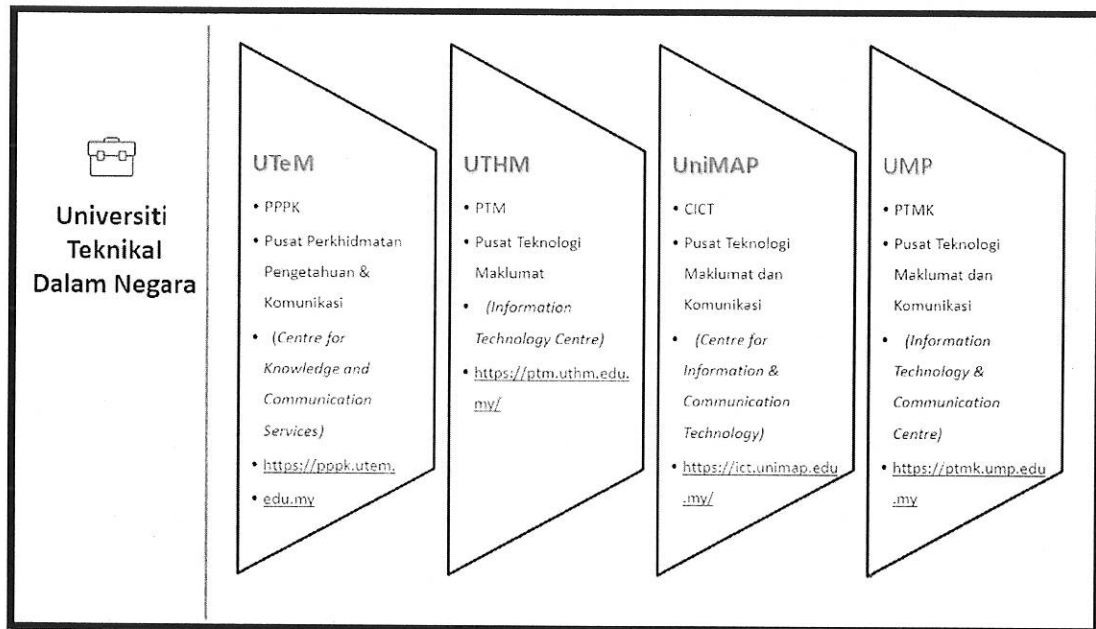 Universiti
Teknikal
Dalam Negara
UTeM
• PPPK
• Pusat Perkhidmatan
Pengetahuan &
Komunikasi
• (Centre for
Knowledge and
Communication
Services)
• https://pppk.utem.
• edu.my
UTHM
• PTM
• Pusat Teknologi
Maklumat
• (Information
Technology Centre)
• https://ptm.uthm.edu.
my/
UniMAP
• CICT
• Pusat Teknologi
Maklumat dan
Komunikasi
• (Centre for
Information &
Communication
Technology)
• https://ict.unimap.edu
.my/
UMP
• PTMK
• Pusat Teknologi
Maklumat dan
Komunikasi
• (Information
Technology &
Communication
Centre)
• https://ptmk.ump.edu
.my